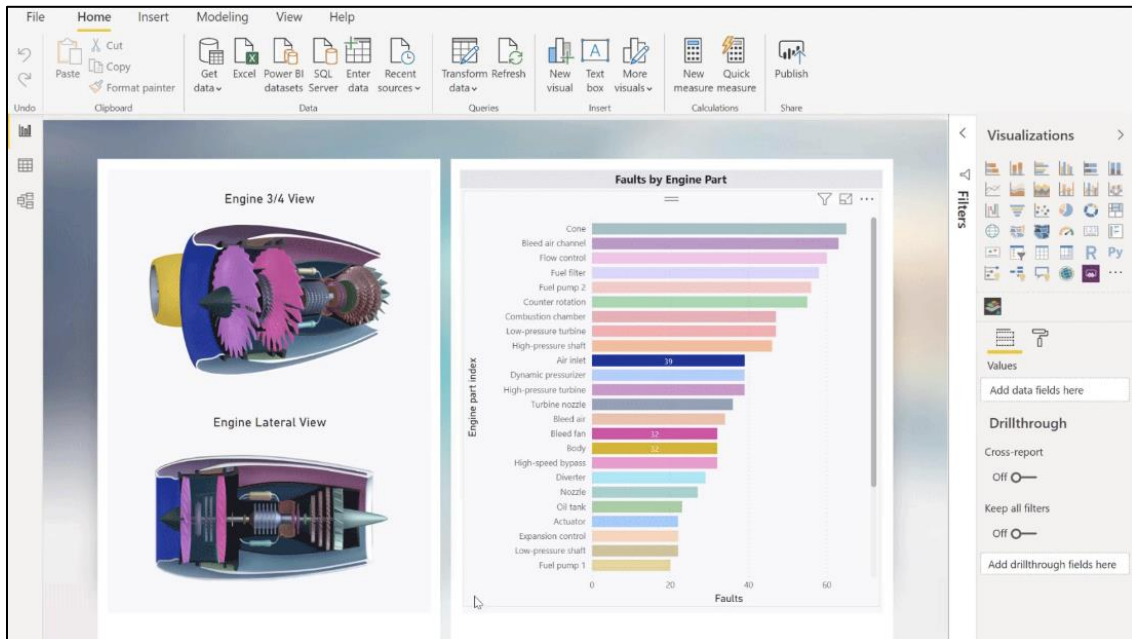 File Home Insert Modeling View Help
Cut
Copy
Format painter
Paste
Get data
Excel
Power BI datasets
SQL Server
Enter data
Recent sources
Transform data
Refresh
New visual
Text box
More visuals
New measure
Quick measure
Publish
Undo Clipboard Data Queries Insert Calculations Share
Engine 3/4 View
Engine Lateral View
Faults by Engine Part
Engine part index
Cone
Bleed air channel
Flow control
Fuel filter
Fuel pump 2
Counter rotation
Combustion chamber
Low-pressure turbine
High-pressure shaft
Air inlet 39
Dynamic pressurizer
High-pressure turbine
Turbine nozzle
Bleed air
Bleed fan 32
Body 32
High-speed bypass
Diverter
Nozzle
Oil tank
Actuator
Expansion control
Low-pressure shaft
Fuel pump 1
0 20 40 60
Faults
Filters
Visualizations
123
R Py
Values
Add data fields here
Drillthrough
Cross-report
Off
Keep all filters
Off
Add drillthrough fields here